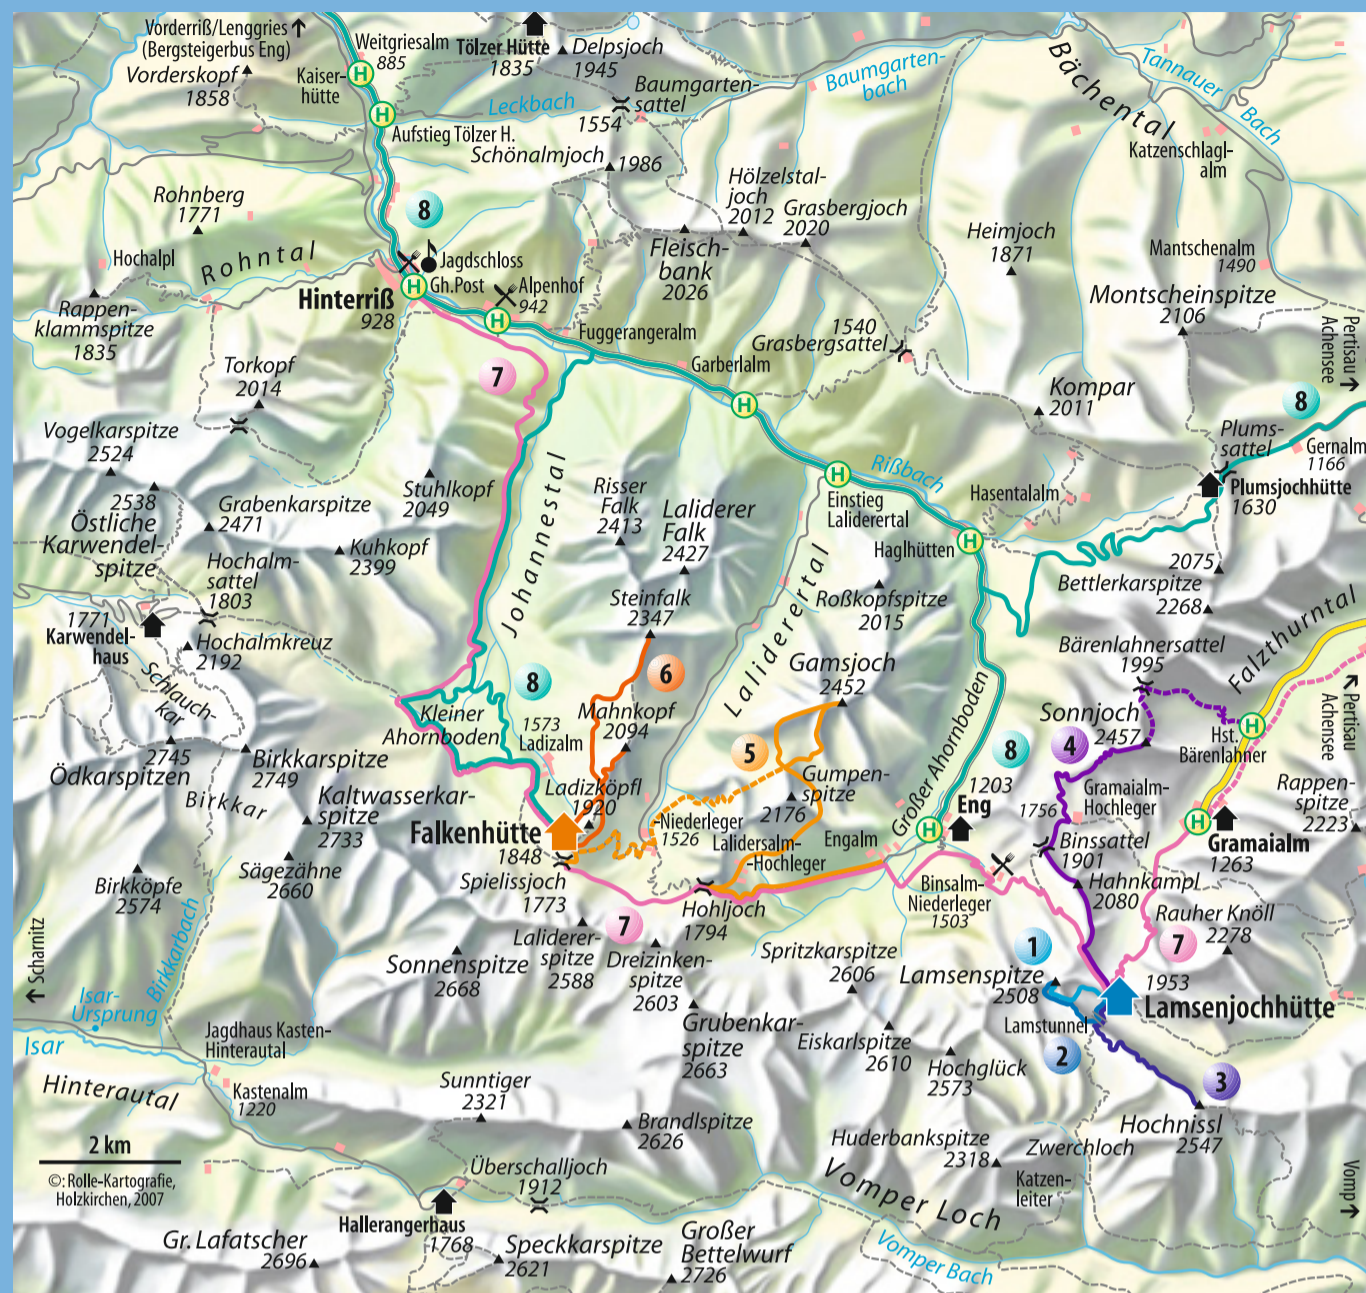 Vorderriß/Lenggries ↑
(Bergsteigerbus Eng)
Vorderskopf
1858
Weitgriesalm
885
Kaiser-
hütte
H
H
Aufstieg Tölzer H.
Tölzer Hütte
1835
Delpsjoch
1945
Leckbach
Baumgarten-
sattel
1554
Baumgarten-
bach
Bächental
Tannauer
Bach
Katzenschlagl-
alm
Schönalmjoch
1986
Rohnberg
1771
Hochalpl
Rohntal
8
Jagdschloss
Gh.Post
H
Hinterriß
928
Alpenhof
942
H
Hölzelstal-
joch
2012
Grasbergjoch
2020
Fleisch-
bank
2026
Heimjoch
1871
Mantschenalm
1490
Montscheinspitze
2106
Pertisau
Achensee
Rappen-
klammspitze
1835
Torkopf
2014
7
Fuggerangeralm
Garberlalm
H
1540
Grasbergsattel
Kompar
2011
8
Plums-
sattel
Gernalm
1166
Plumsjochhütte
1630
Vogelkarspitze
2524
2538
Östliche
Karwendel-
spitze
Grabenkarspitze
2471
Stuhlkopf
2049
Kuhkopf
2399
Hochalm-
sattel
1803
Johannestal
Risser
Falk
2413
Laliderer
Falk
2427
H
Einstieg
Laliderertal
Rißbach
Hasentalalm
Haglhütten
H
2075
Bettlerkarspitze
2268
1771
Karwendel-
haus
Hochalmkreuz
2192
Schlauch-
kar
Steinfalk
2347
Laliderertal
Roßkopfspitze
2015
Bärenlahnersattel
1995
Falzthurntal
6
Gamsjoch
2452
8
Kleiner
Ahornboden
1573
Ladizalm
Mahnkopf
2094
5
Gumpen-
spitze
2176
Großer Ahornboden
8
Sonnjoch
2457
4
H
Hst.
Bärenlahner
Pertisau
Achensee
2745
Ödkarspitzen
Birkkarspitze
2749
Birkkar
Kaltwasserkar-
spitze
2733
Ladizköpfl
1920
Falkenhütte
1848
-Niederleger
1526
Lalidersalm-
-Hochleger
Engalm
1203
Eng
H
1756
Gramaialm-
Hochleger
Binssattel
1901
H
Gramaialm
1263
Rappen-
spitze
2223
Sägezähne
2660
Birkköpfe
2574
Spielissjoch
1773
Hohljoch
1794
Binsalm-
Niederleger
1503
Hahnkampl
2080
Rauher Knöll
2278
7
Scharnitz
Birkkarbach
Sonnenspitze
2668
Laliderer-
spitze
2588
7
Dreizinken-
spitze
2603
Spritzkarspitze
2606
1
Lamsenspitze
2508
1953
Lamsenjochhütte
Isar-
Ursprung
Isar
Jagdhaus Kasten-
Hinterautal
Grubenkar-
spitze
2663
Eiskarlspitze
2610
Lamstunnel
2
Hochglück
2573
3
Hinterautal
Kastenalm
1220
Sunntiger
2321
Brandlspitze
2626
Huderbankspitze
2318
Zwerchloch
Hochnissl
2547
2 km
©: Rolle-Kartografie,
Holzkirchen, 2007
Überschalljoch
1912
Katzen-
leiter
Vomper Loch
Vomp
Hallerangerhaus
1768
Gr. Lafatscher
2696
Speckkarspitze
2621
Großer
Bettelwurf
2726
Vomper Bach